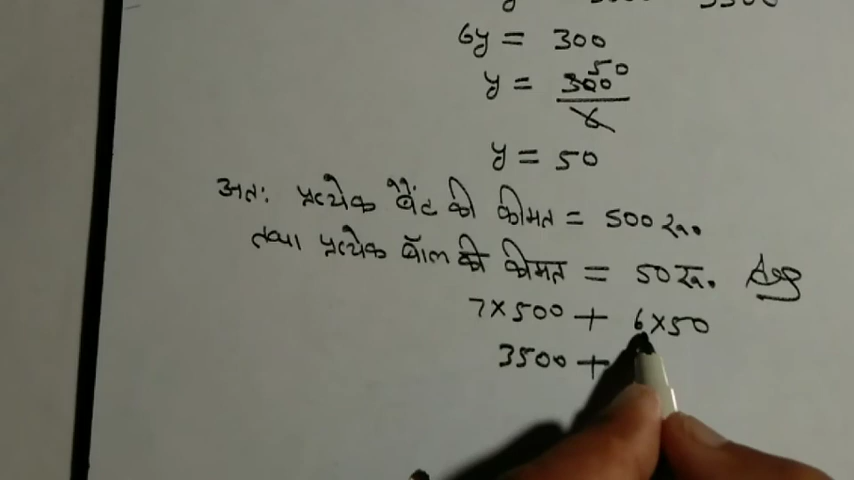 6y = 300
y = 300/6 50
y = 50
अतः प्रत्येक बैट की कीमत = 500 रू.
तथा प्रत्येक बॉल की कीमत = 50 रू. Ans
7×500 + 6×50
3500 +